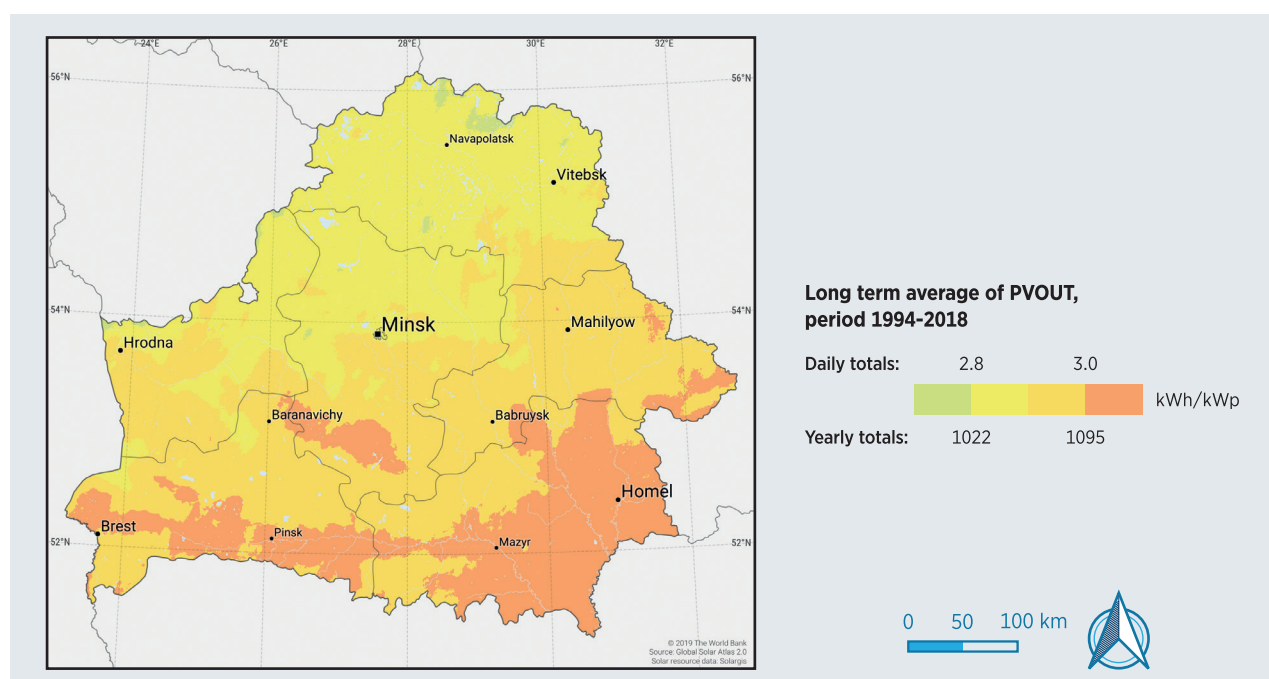 24°E 26°E 28°E 30°E 32°E
56°N 56°N
Navapolatsk
Vitebsk
54°N 54°N
Minsk
Mahilyow
Hrodna
Baranavichy
Babruysk
Homel
Brest
Pinsk
Mazyr
52°N 52°N
© 2019 The World Bank
Source: Global Solar Atlas 2.0
Solar resource data: Solargis
Long term average of PVOUT,
period 1994-2018
Daily totals: 2.8 3.0
kWh/kWp
Yearly totals: 1022 1095
0 50 100 km